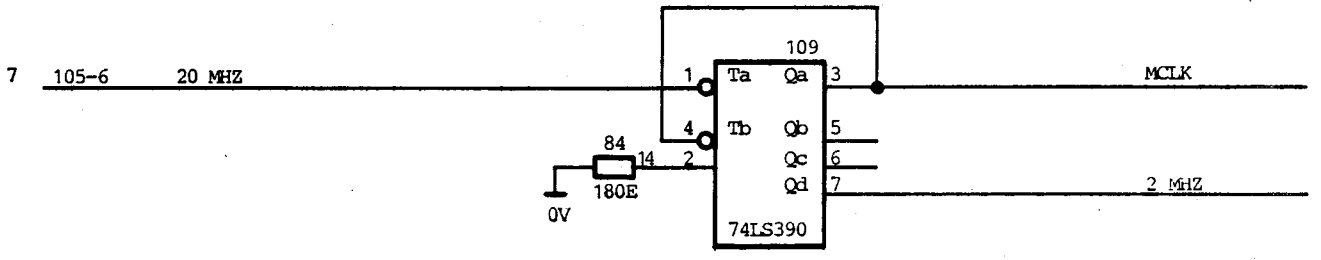 109
7 105-6 20 MHZ 1 Ta Qa 3 MCLK
4 Tb Qb 5
84 14 2 Qc 6
180E Qd 7 2 MHZ
0V
74LS390